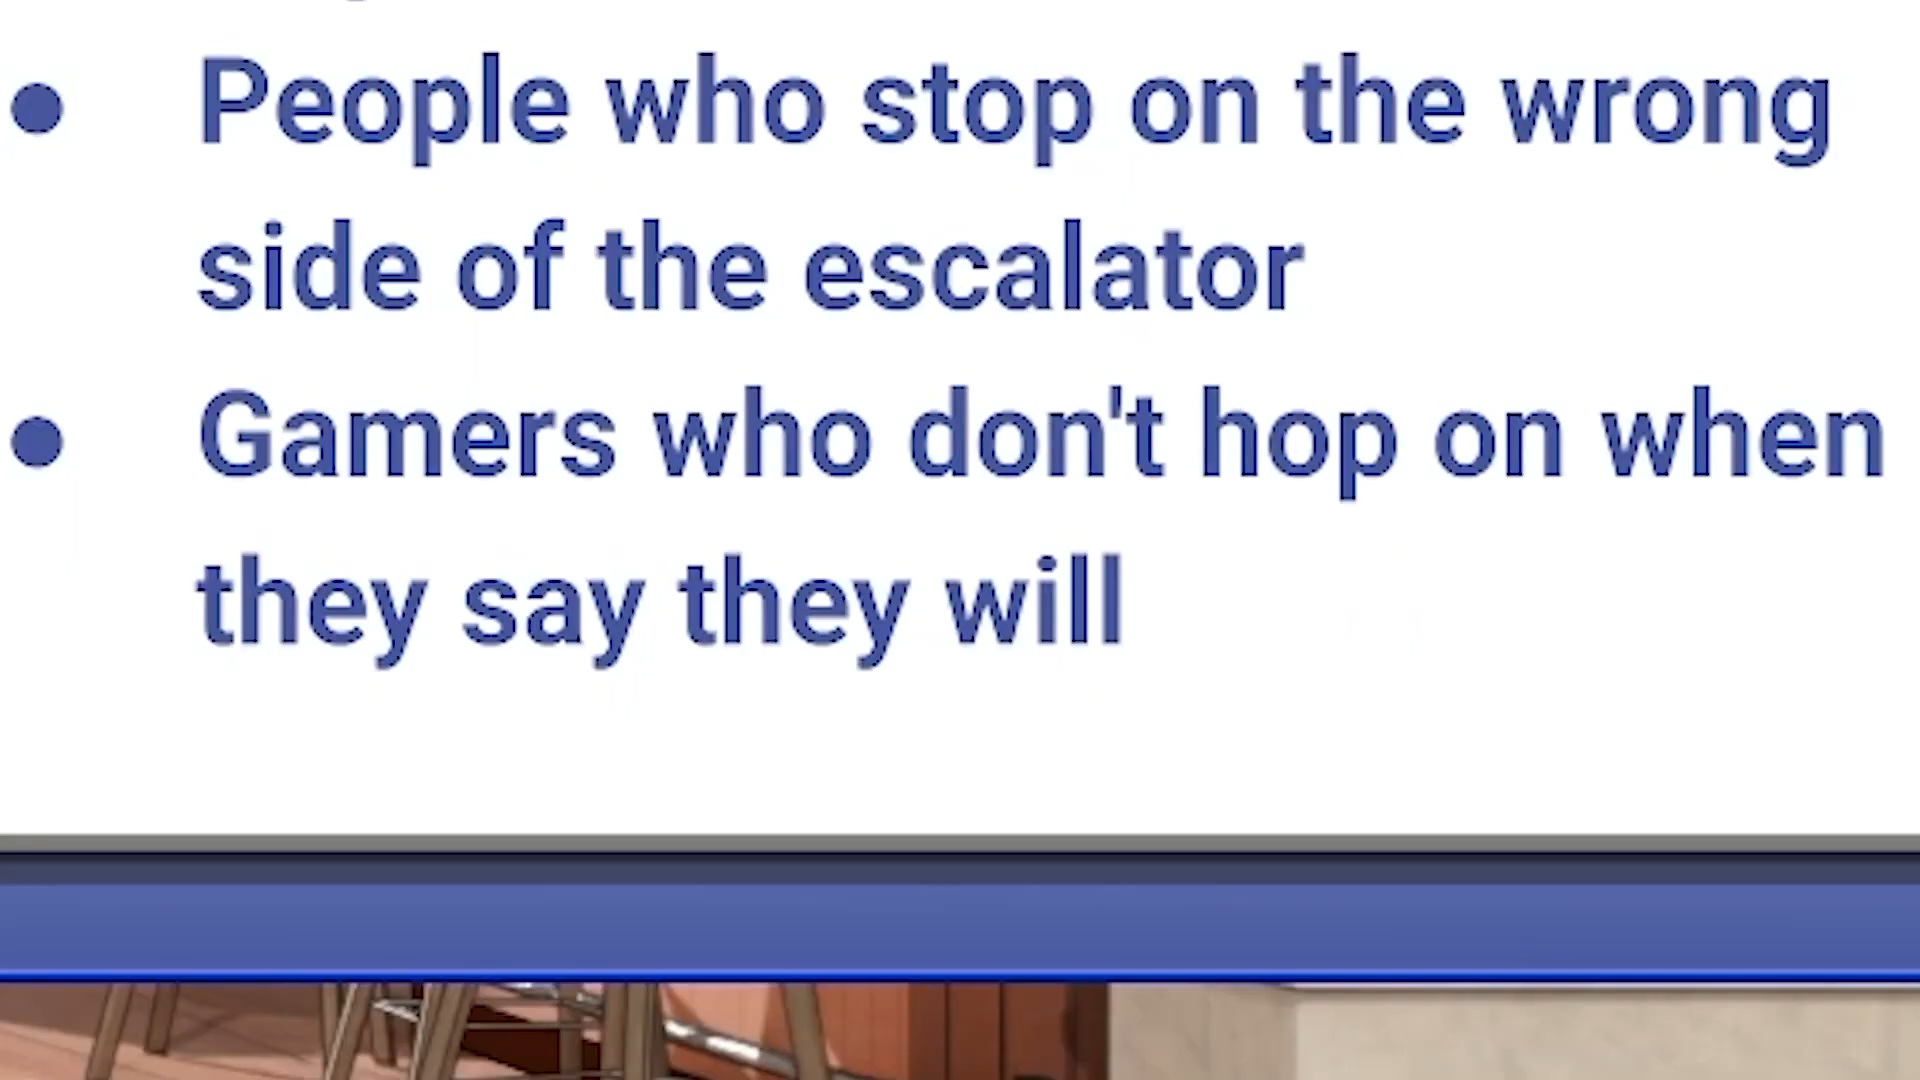 • People who stop on the wrong
side of the escalator
• Gamers who don't hop on when
they say they will